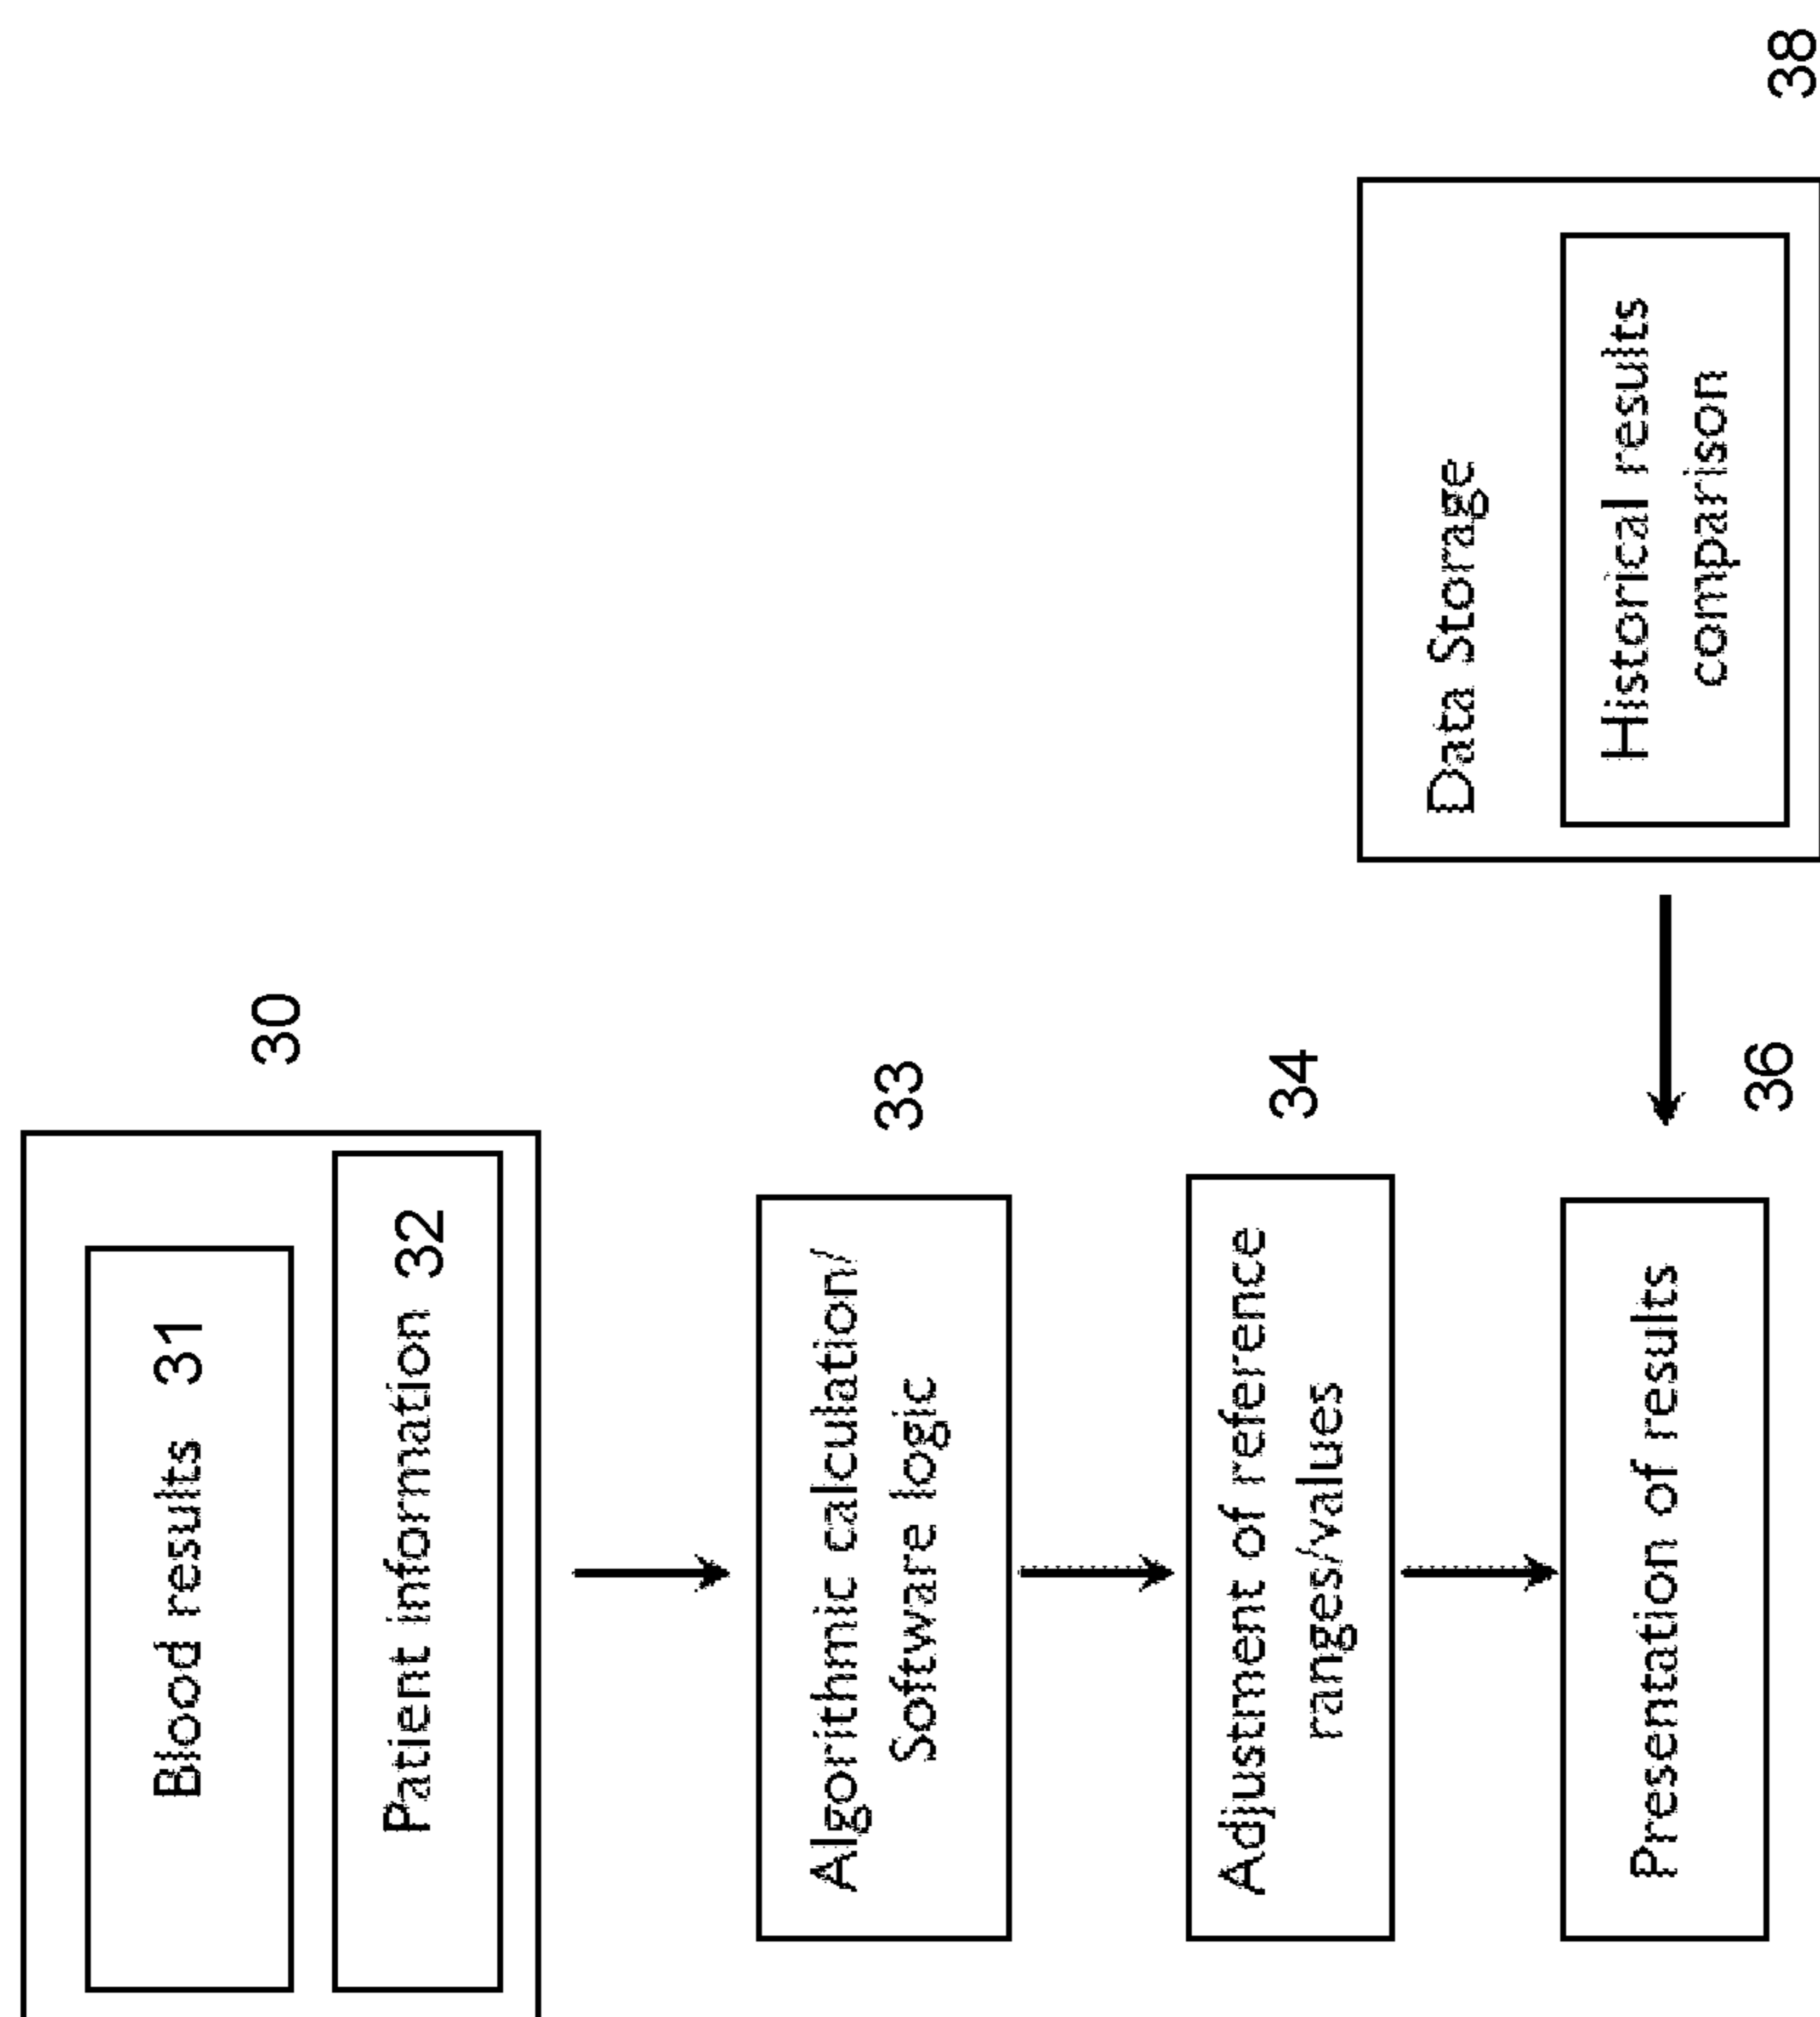 30
Blood results 31
Patient information 32
33
Algorithmic calculation/
Software logic
34
Adjustment of reference
ranges/values
36
Presentation of results
38
Data Storage
Historical results
comparison